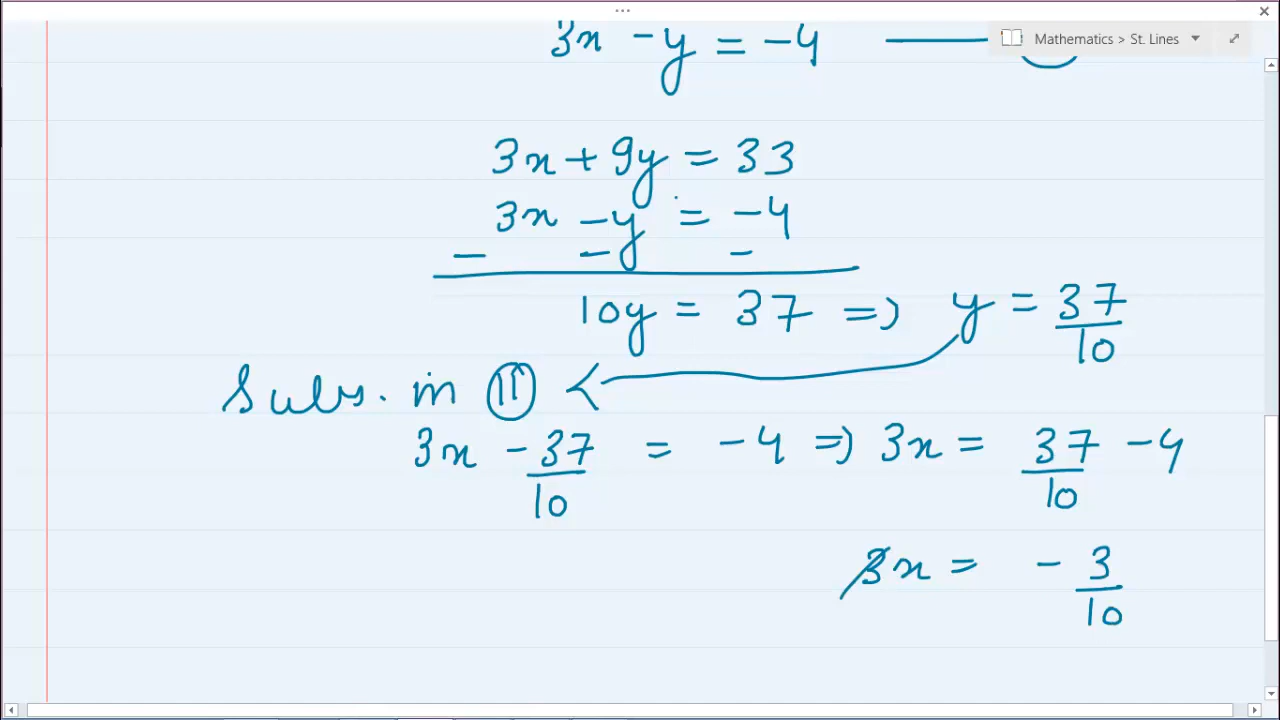 3x - y = -4
Mathematics > St. Lines
3x + 9y = 33
3x - y = -4
- - -
10y = 37 => y = 37/10
Subs. in II
3x - 37/10 = -4 => 3x = 37/10 - 4
3x = - 3/10